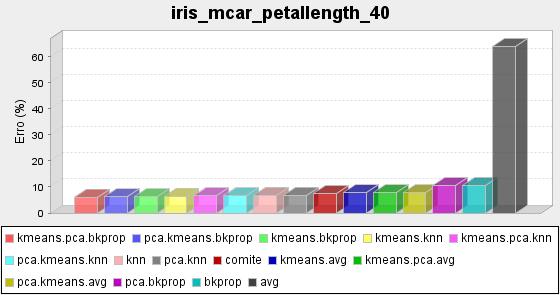 iris_mcar_petallength_40
Erro (%)
60
50
40
30
20
10
0
kmeans.pca.bkprop pca.kmeans.bkprop kmeans.bkprop kmeans.knn kmeans.pca.knn
pca.kmeans.knn knn pca.knn comite kmeans.avg kmeans.pca.avg
pca.kmeans.avg pca.bkprop bkprop avg